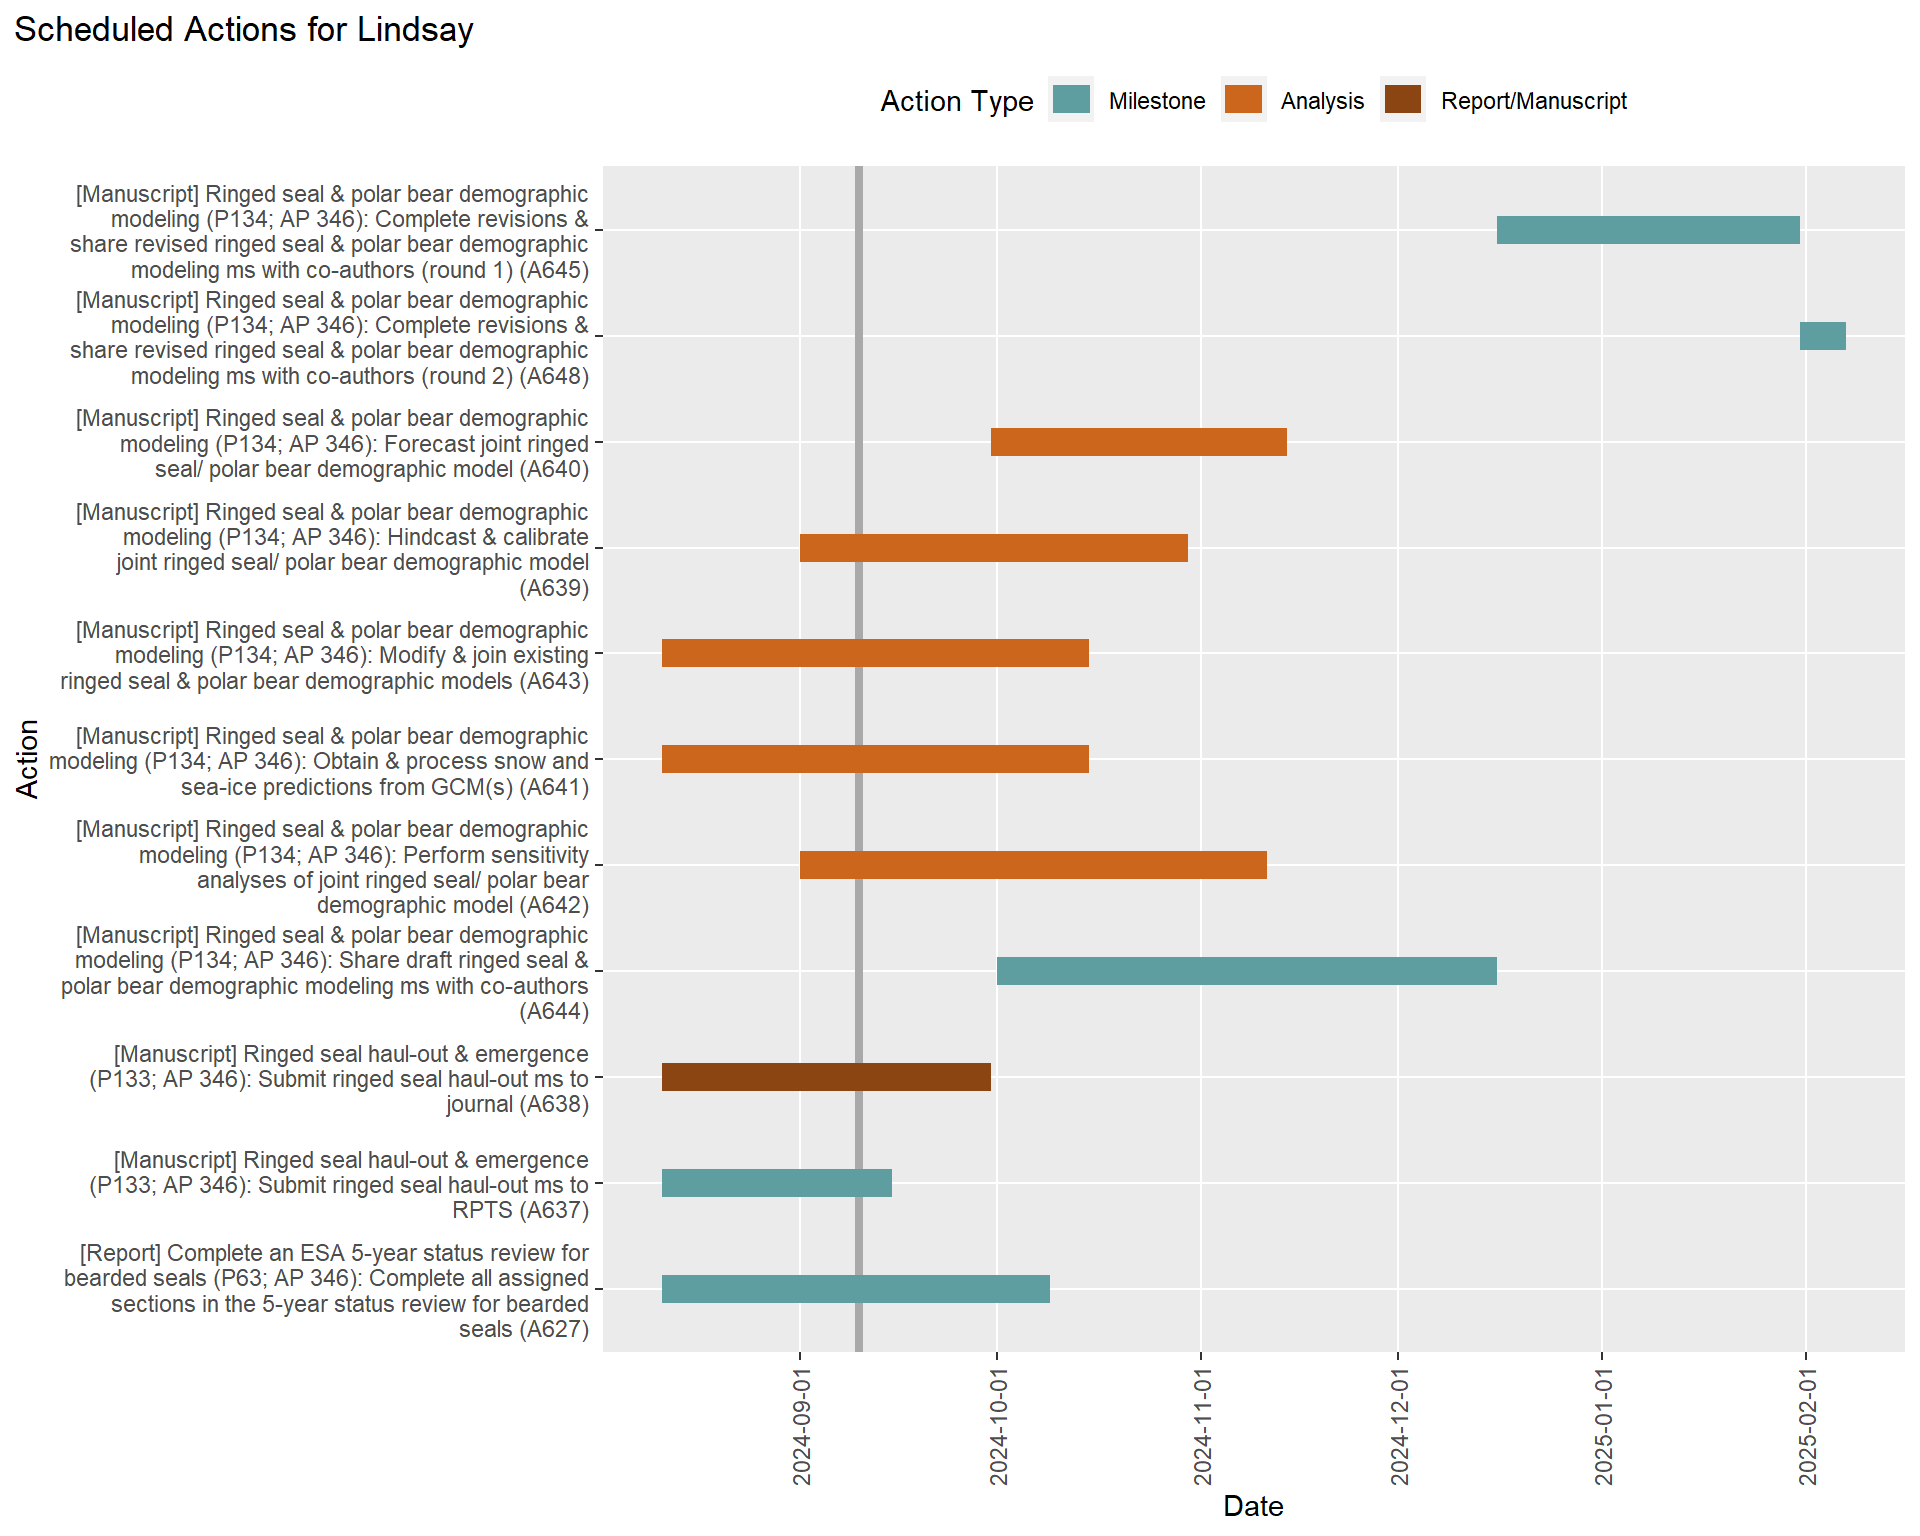 Scheduled Actions for Lindsay
Action Type
Milestone
Analysis
Report/Manuscript
[Manuscript] Ringed seal & polar bear demographic
modeling (P134; AP 346): Complete revisions &
share revised ringed seal & polar bear demographic
modeling ms with co-authors (round 1) (A645)
[Manuscript] Ringed seal & polar bear demographic
modeling (P134; AP 346): Complete revisions &
share revised ringed seal & polar bear demographic
modeling ms with co-authors (round 2) (A648)
[Manuscript] Ringed seal & polar bear demographic
modeling (P134; AP 346): Forecast joint ringed
seal/ polar bear demographic model (A640)
[Manuscript] Ringed seal & polar bear demographic
modeling (P134; AP 346): Hindcast & calibrate
joint ringed seal/ polar bear demographic model
(A639)
[Manuscript] Ringed seal & polar bear demographic
modeling (P134; AP 346): Modify & join existing
ringed seal & polar bear demographic models (A643)
[Manuscript] Ringed seal & polar bear demographic
modeling (P134; AP 346): Obtain & process snow and
sea-ice predictions from GCM(s) (A641)
[Manuscript] Ringed seal & polar bear demographic
modeling (P134; AP 346): Perform sensitivity
analyses of joint ringed seal/ polar bear
demographic model (A642)
[Manuscript] Ringed seal & polar bear demographic
modeling (P134; AP 346): Share draft ringed seal &
polar bear demographic modeling ms with co-authors
(A644)
[Manuscript] Ringed seal haul-out & emergence
(P133; AP 346): Submit ringed seal haul-out ms to
journal (A638)
[Manuscript] Ringed seal haul-out & emergence
(P133; AP 346): Submit ringed seal haul-out ms to
RPTS (A637)
[Report] Complete an ESA 5-year status review for
bearded seals (P63; AP 346): Complete all assigned
sections in the 5-year status review for bearded
seals (A627)
Action
2024-09-01
2024-10-01
2024-11-01
2024-12-01
2025-01-01
2025-02-01
Date